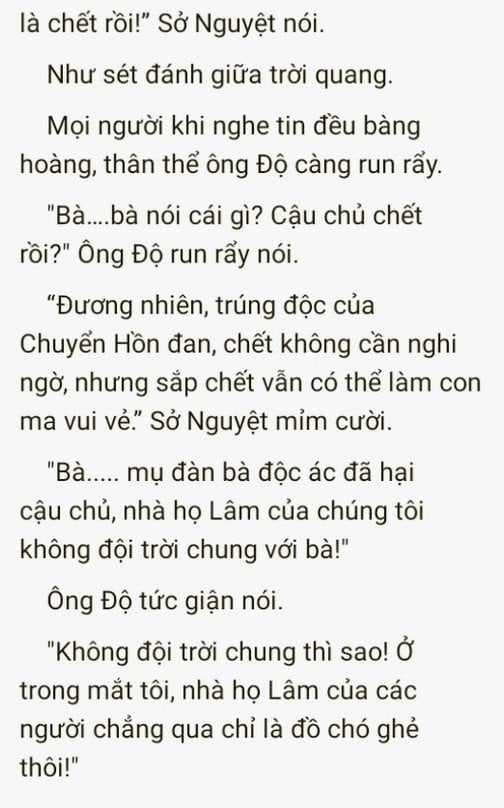 là chết rồi!” Sở Nguyệt nói.
Như sét đánh giữa trời quang.
Mọi người khi nghe tin đều bàng
hoàng, thân thể ông Độ càng run rẩy.
"Bà....bà nói cái gì? Cậu chủ chết
rồi?" Ông Độ run rẩy nói.
“Đương nhiên, trúng độc của
Chuyển Hồn đan, chết không cần nghi
ngờ, nhưng sắp chết vẫn có thể làm con
ma vui vẻ.” Sở Nguyệt mỉm cười.
"Bà..... mụ đàn bà độc ác đã hại
cậu chủ, nhà họ Lâm của chúng tôi
không đội trời chung với bà!"
Ông Độ tức giận nói.
"Không đội trời chung thì sao! Ở
trong mắt tôi, nhà họ Lâm của các
người chẳng qua chỉ là đồ chó ghẻ
thôi!"